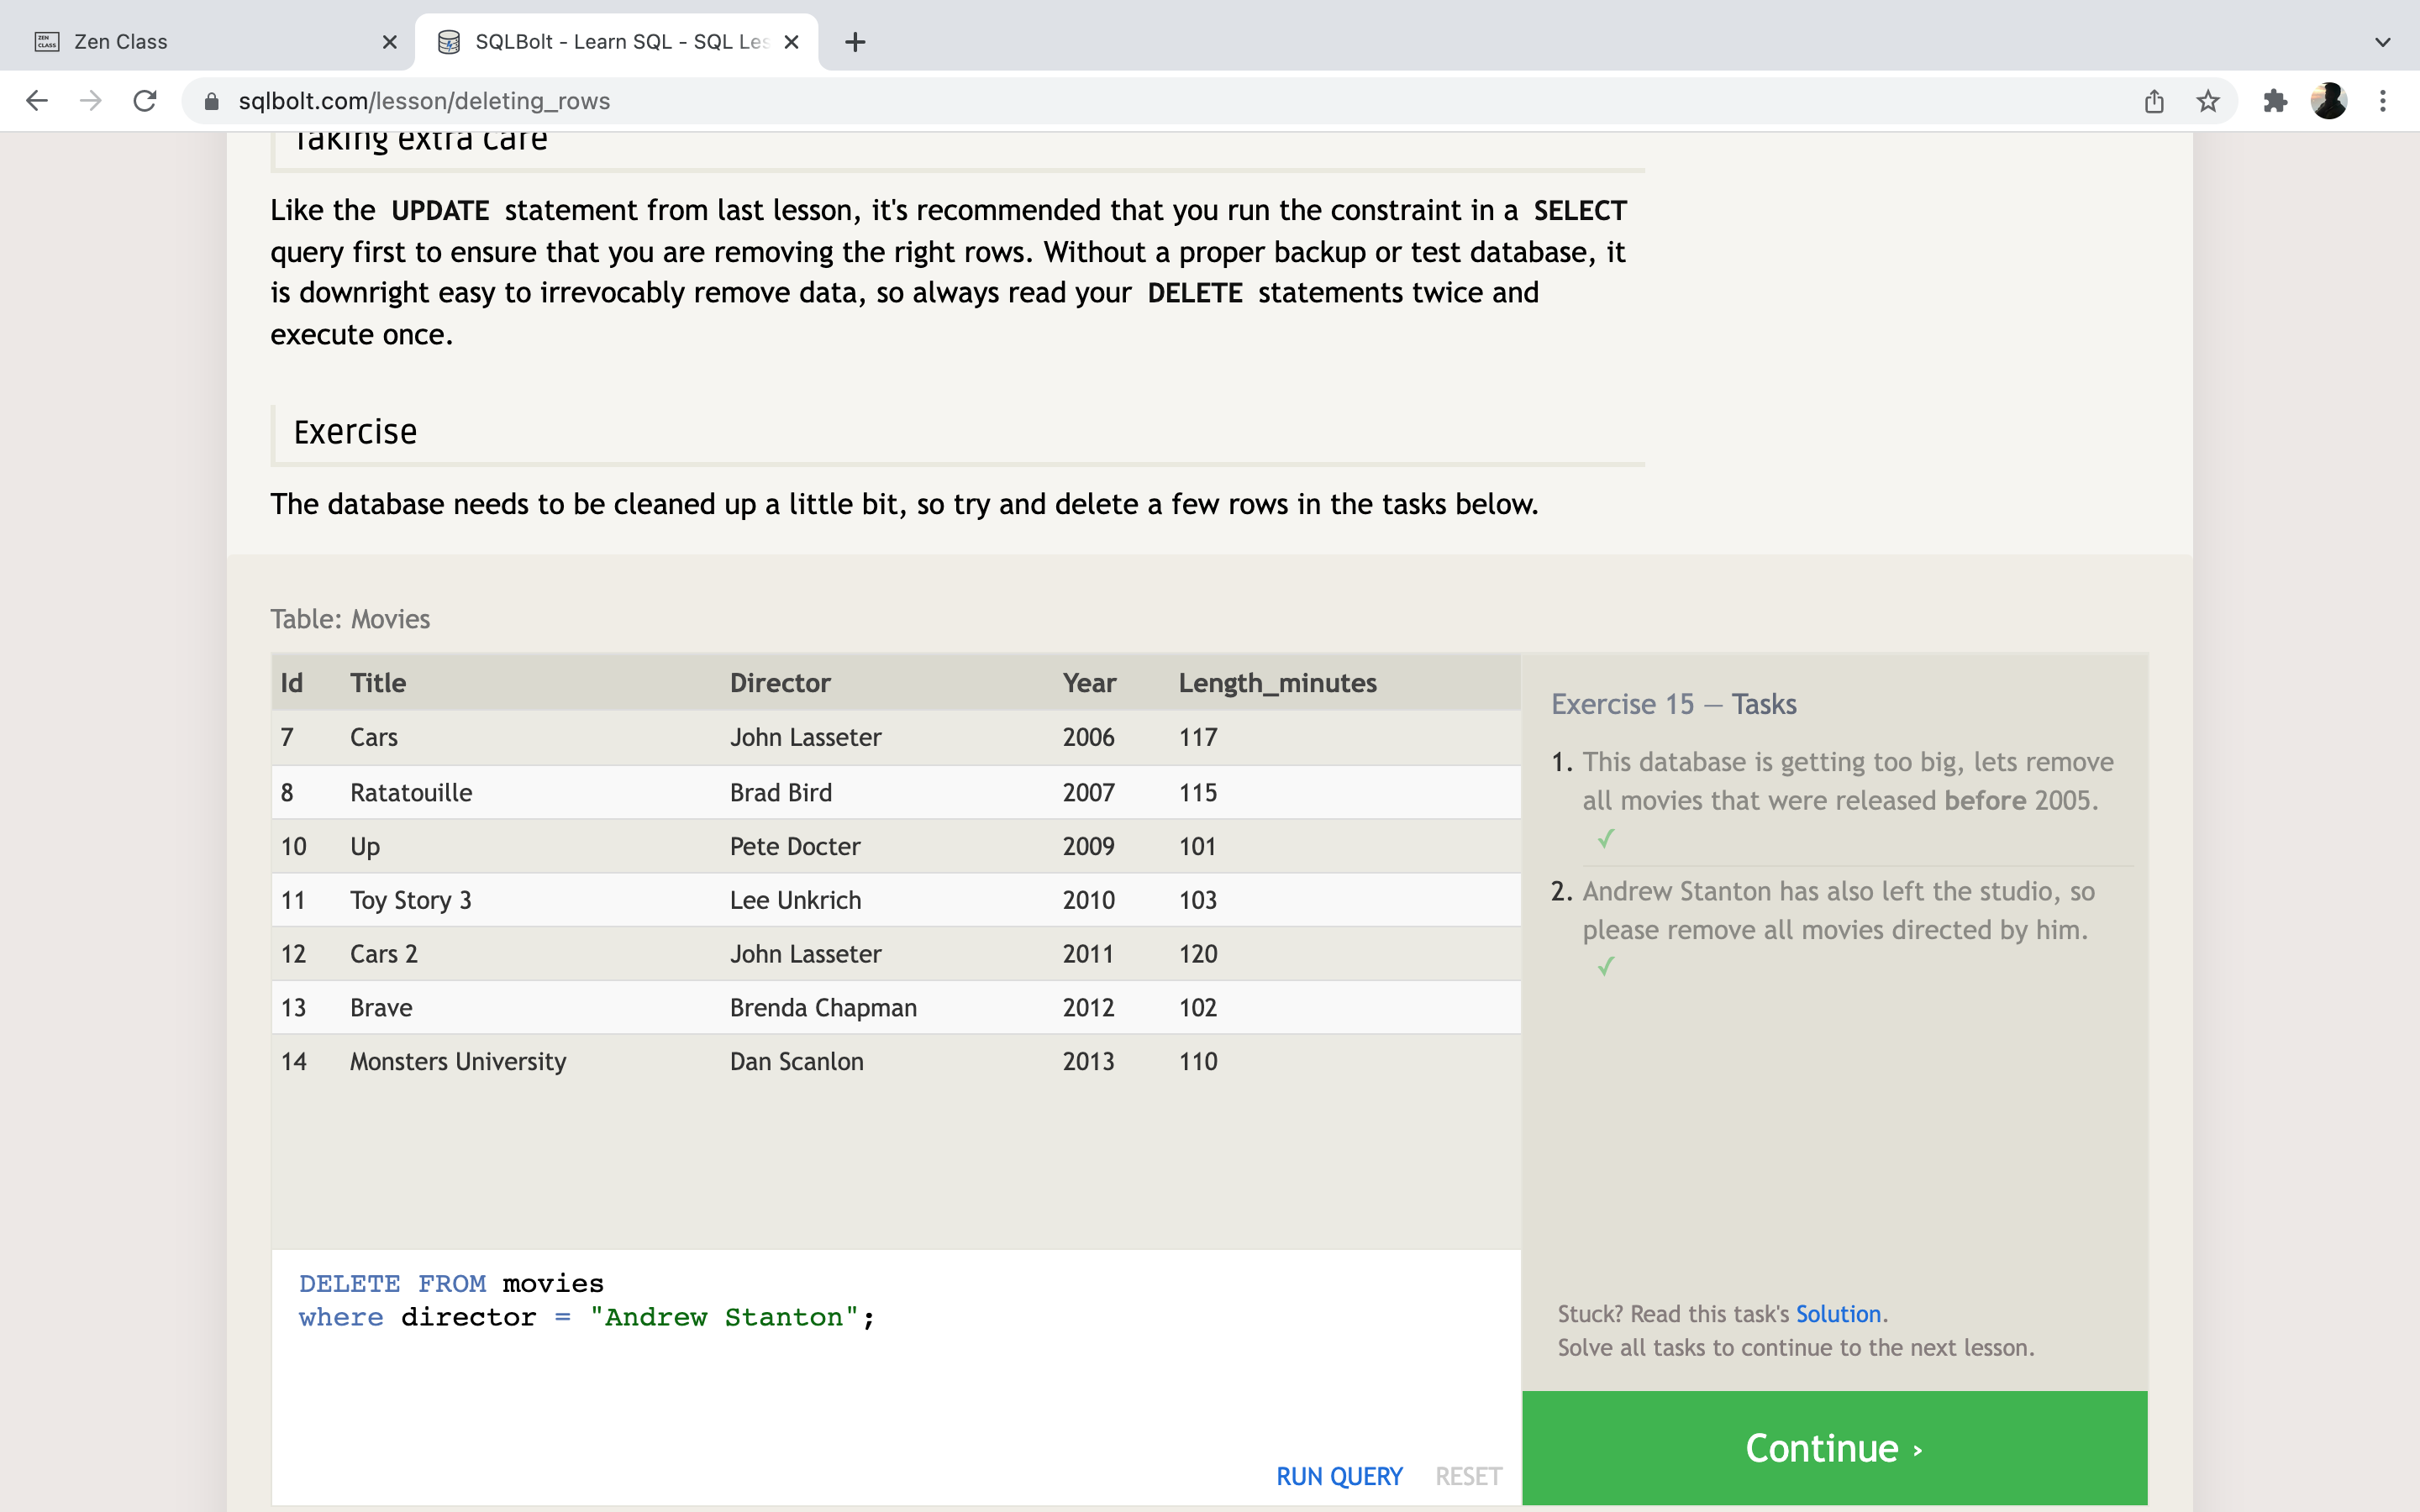 Zen Class
SQLBolt - Learn SQL - SQL Les
sqlbolt.com/lesson/deleting_rows
Taking extra care
Like the UPDATE statement from last lesson, it's recommended that you run the constraint in a SELECT
query first to ensure that you are removing the right rows. Without a proper backup or test database, it
is downright easy to irrevocably remove data, so always read your DELETE statements twice and
execute once.
Exercise
The database needs to be cleaned up a little bit, so try and delete a few rows in the tasks below.
Table: Movies
Id Title Director Year Length_minutes
7 Cars John Lasseter 2006 117
8 Ratatouille Brad Bird 2007 115
10 Up Pete Docter 2009 101
11 Toy Story 3 Lee Unkrich 2010 103
12 Cars 2 John Lasseter 2011 120
13 Brave Brenda Chapman 2012 102
14 Monsters University Dan Scanlon 2013 110
DELETE FROM movies
where director = "Andrew Stanton";
RUN QUERY RESET
Exercise 15 — Tasks
1. This database is getting too big, lets remove
all movies that were released before 2005.
✓
2. Andrew Stanton has also left the studio, so
please remove all movies directed by him.
✓
Stuck? Read this task's Solution.
Solve all tasks to continue to the next lesson.
Continue ›